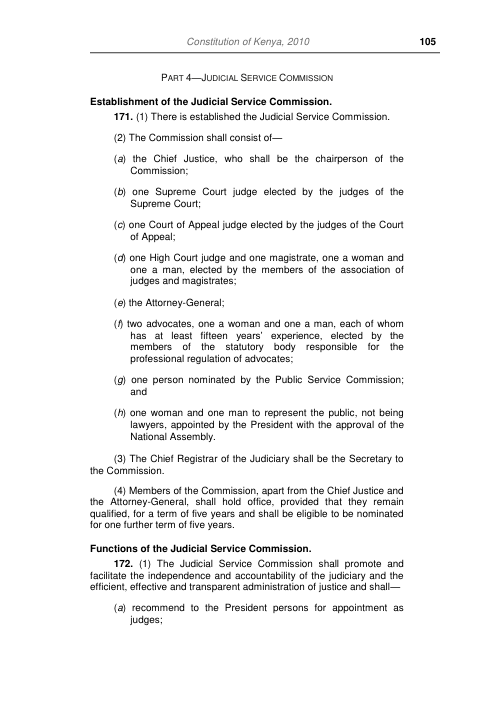 Constitution of Kenya, 2010 105
PART 4—JUDICIAL SERVICE COMMISSION
Establishment of the Judicial Service Commission.
171. (1) There is established the Judicial Service Commission.
(2) The Commission shall consist of—
(a) the Chief Justice, who shall be the chairperson of the
Commission;
(b) one Supreme Court judge elected by the judges of the
Supreme Court;
(c) one Court of Appeal judge elected by the judges of the Court
of Appeal;
(d) one High Court judge and one magistrate, one a woman and
one a man, elected by the members of the association of
judges and magistrates;
(e) the Attorney-General;
(f) two advocates, one a woman and one a man, each of whom
has at least fifteen years' experience, elected by the
members of the statutory body responsible for the
professional regulation of advocates;
(g) one person nominated by the Public Service Commission;
and
(h) one woman and one man to represent the public, not being
lawyers, appointed by the President with the approval of the
National Assembly.
(3) The Chief Registrar of the Judiciary shall be the Secretary to
the Commission.
(4) Members of the Commission, apart from the Chief Justice and
the Attorney-General, shall hold office, provided that they remain
qualified, for a term of five years and shall be eligible to be nominated
for one further term of five years.
Functions of the Judicial Service Commission.
172. (1) The Judicial Service Commission shall promote and
facilitate the independence and accountability of the judiciary and the
efficient, effective and transparent administration of justice and shall—
(a) recommend to the President persons for appointment as
judges;